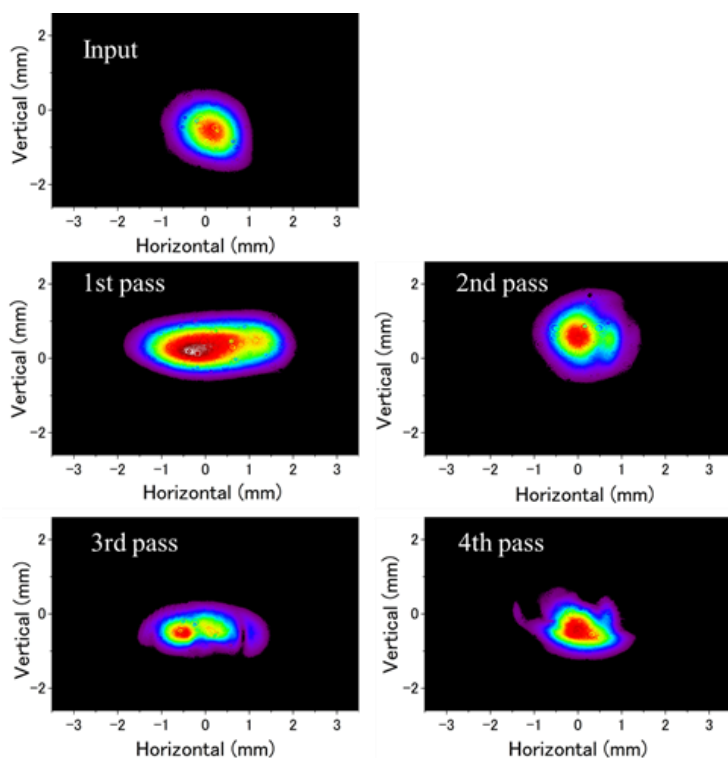 Input
Vertical (mm)
0
-2
-3 -2 -1 0 1 2 3
Horizontal (mm)
1st pass
Vertical (mm)
2
0
-2
-3 -2 -1 0 1 2 3
Horizontal (mm)
2nd pass
Vertical (mm)
2
0
-2
-3 -2 -1 0 1 2 3
Horizontal (mm)
3rd pass
Vertical (mm)
2
0
-2
-3 -2 -1 0 1 2 3
Horizontal (mm)
4th pass
Vertical (mm)
2
0
-2
-3 -2 -1 0 1 2 3
Horizontal (mm)